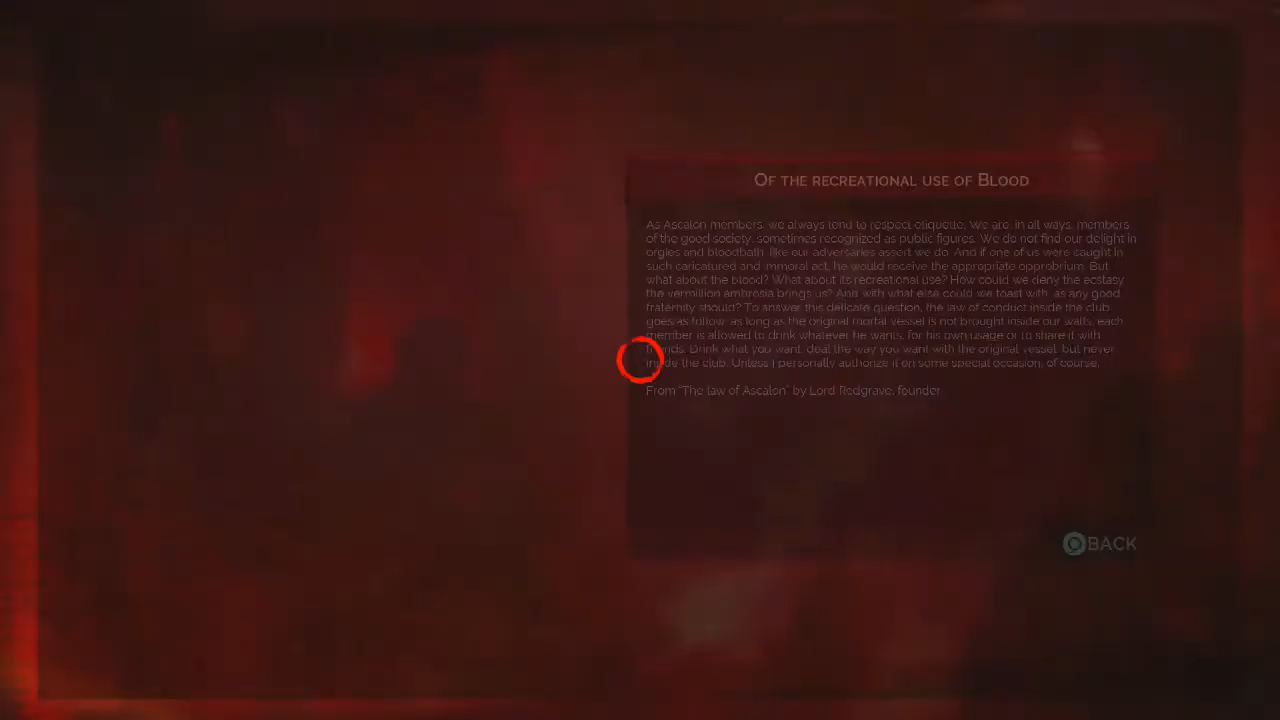 OF THE RECREATIONAL USE OF BLOOD
As Ascalon members, we always tend to respect etiquette. We are, in all ways, members
of the good society, sometimes recognized as public figures. We do not find our delight in
orgies and bloodbath, like our adversaries assert we do. And if one of us were caught in
such caricatured and immoral act, he would receive the appropriate opprobrium. But
what about the blood? What about its recreational use? How could we deny the ecstasy
the vermillion ambrosia brings us? And with what else could we toast with, as any good
fraternity should? To answer this delicate question, the law of conduct inside the club
goes as follow: as long as the original mortal vessel is not brought inside our walls, each
member is allowed to drink whatever he wants, for his own usage or to share it with
friends. Drink what you want, deal the way you want with the original vessel, but never
inside the club. Unless I personally authorize it on some special occasion, of course.
From "The law of Ascalon" by Lord Redgrave, founder
BACK